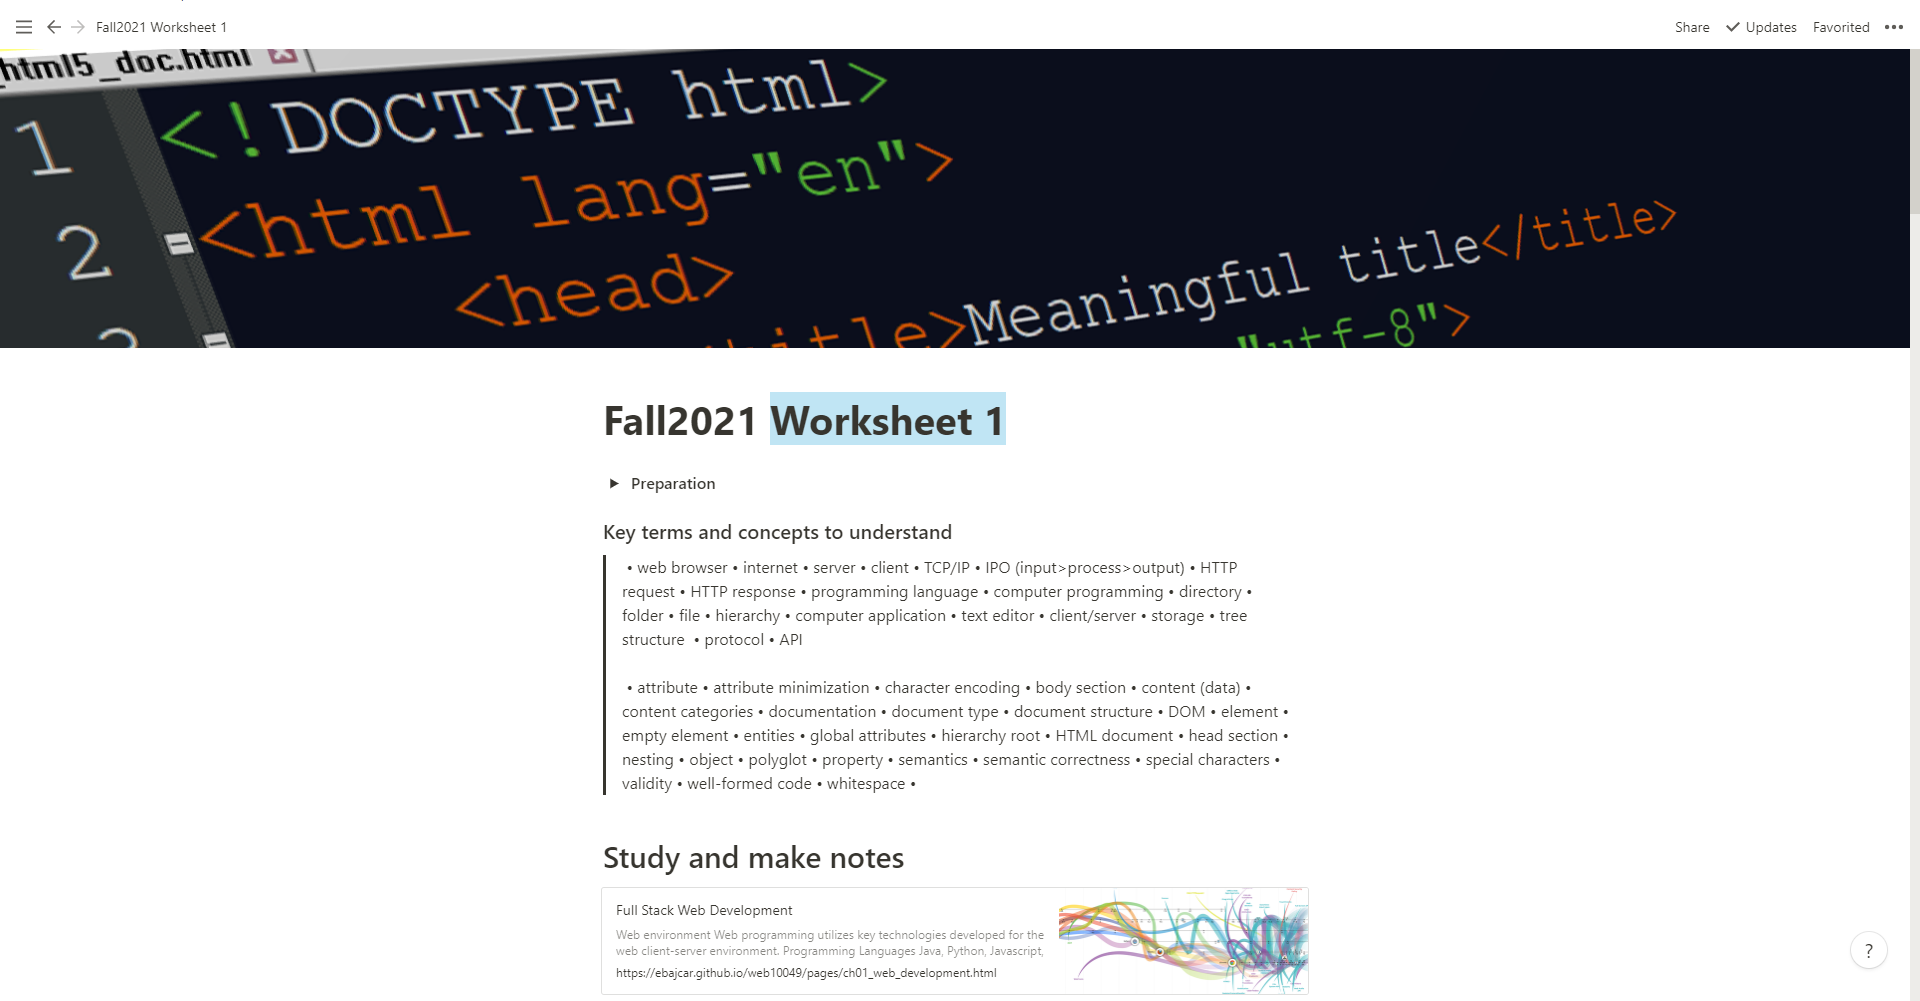 Fall2021 Worksheet 1
Share
Updates
Favorited
•••
html5_doc.html
1 <!DOCTYPE html>
2 <html lang="en">
<head>
title>Meaningful title</title>
"utf-8">
Fall2021 Worksheet 1
Preparation
Key terms and concepts to understand
• web browser • internet • server • client • TCP/IP • IPO (input>process>output) • HTTP
request • HTTP response • programming language • computer programming • directory •
folder • file • hierarchy • computer application • text editor • client/server • storage • tree
structure  • protocol • API
• attribute • attribute minimization • character encoding • body section • content (data) •
content categories • documentation • document type • document structure • DOM • element •
empty element • entities • global attributes • hierarchy root • HTML document • head section •
nesting • object • polyglot • property • semantics • semantic correctness • special characters •
validity • well-formed code • whitespace •
Study and make notes
Full Stack Web Development
Web environment Web programming utilizes key technologies developed for the
web client-server environment. Programming Languages Java, Python, Javascript,
https://ebajcar.github.io/web10049/pages/ch01_web_development.html
?